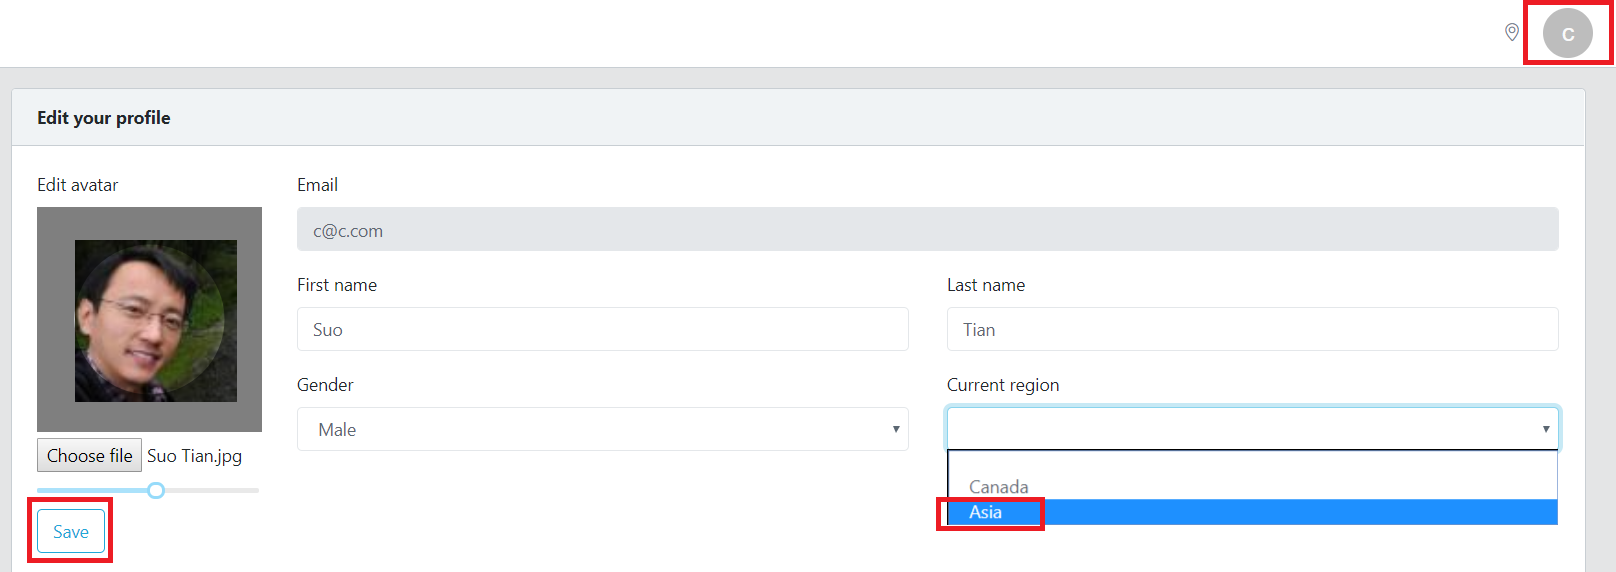 C
Edit your profile
Edit avatar
Email
c@c.com
First name
Last name
Suo
Tian
Gender
Current region
Male
Choose file Suo Tian.jpg
Canada
Asia
Save